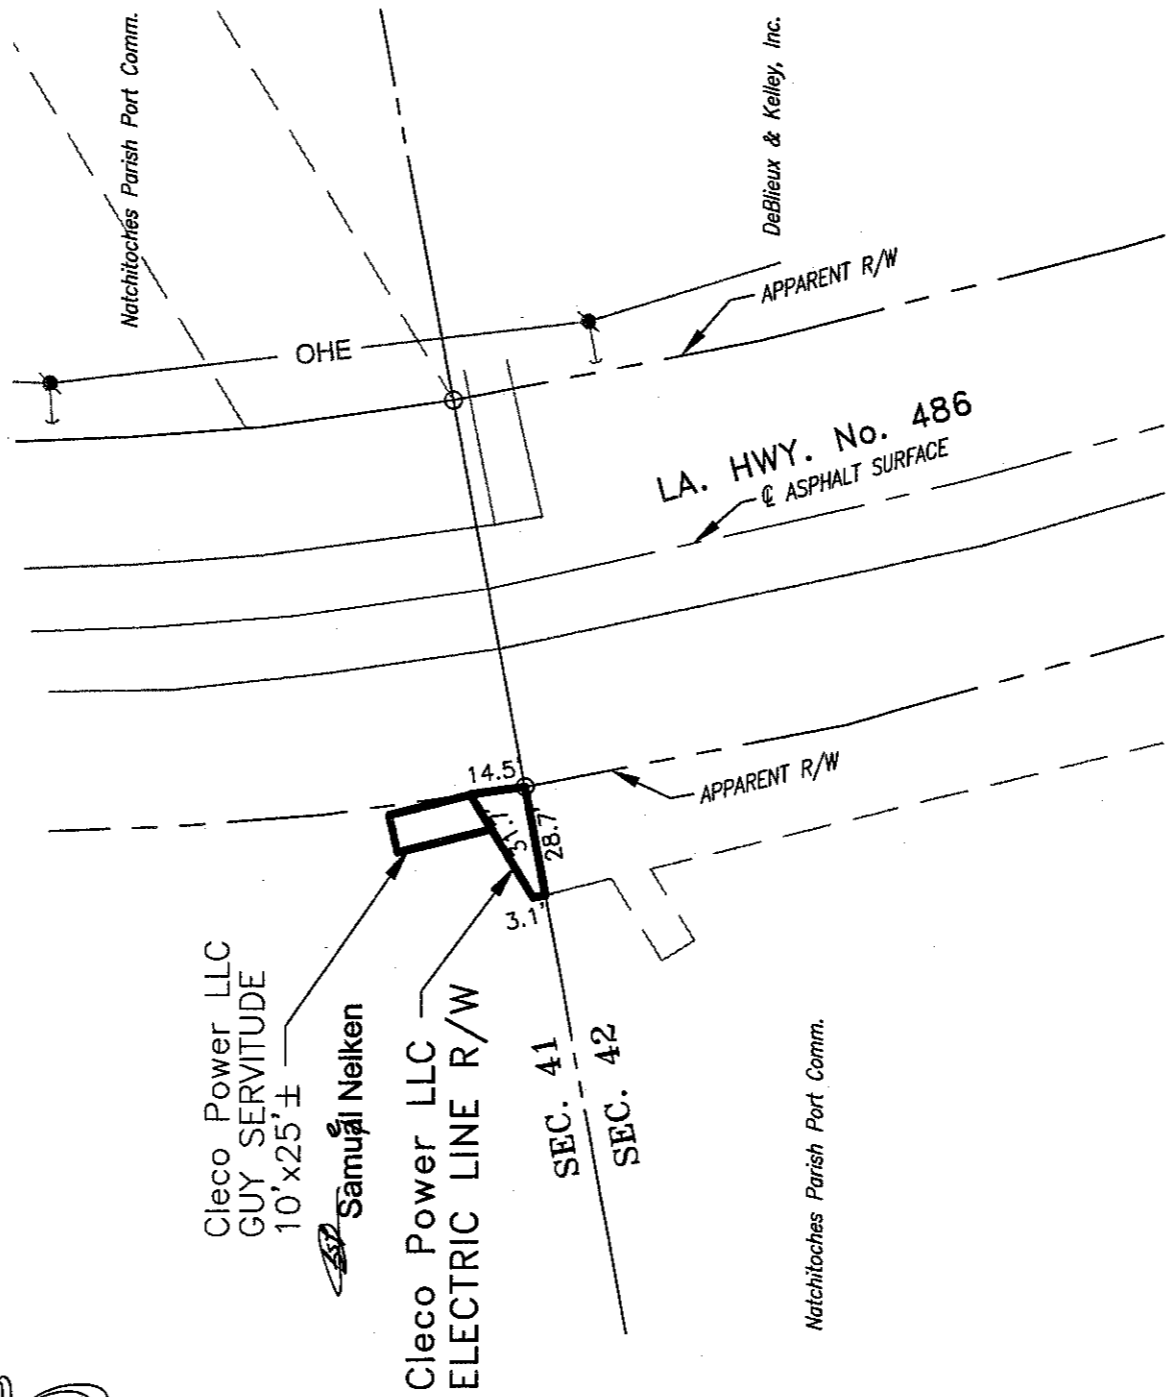 Natchitoches Parish Port Comm.
DeBlieux & Kelley, Inc.
OHE
APPARENT R/W
LA. HWY. No. 486
℄ ASPHALT SURFACE
14.5'
APPARENT R/W
28.7'
3.1'
Cleco Power LLC
GUY SERVITUDE
10'x25'±
Samuel Neiken
Cleco Power LLC
ELECTRIC LINE R/W
SEC. 41
SEC. 42
Natchitoches Parish Port Comm.